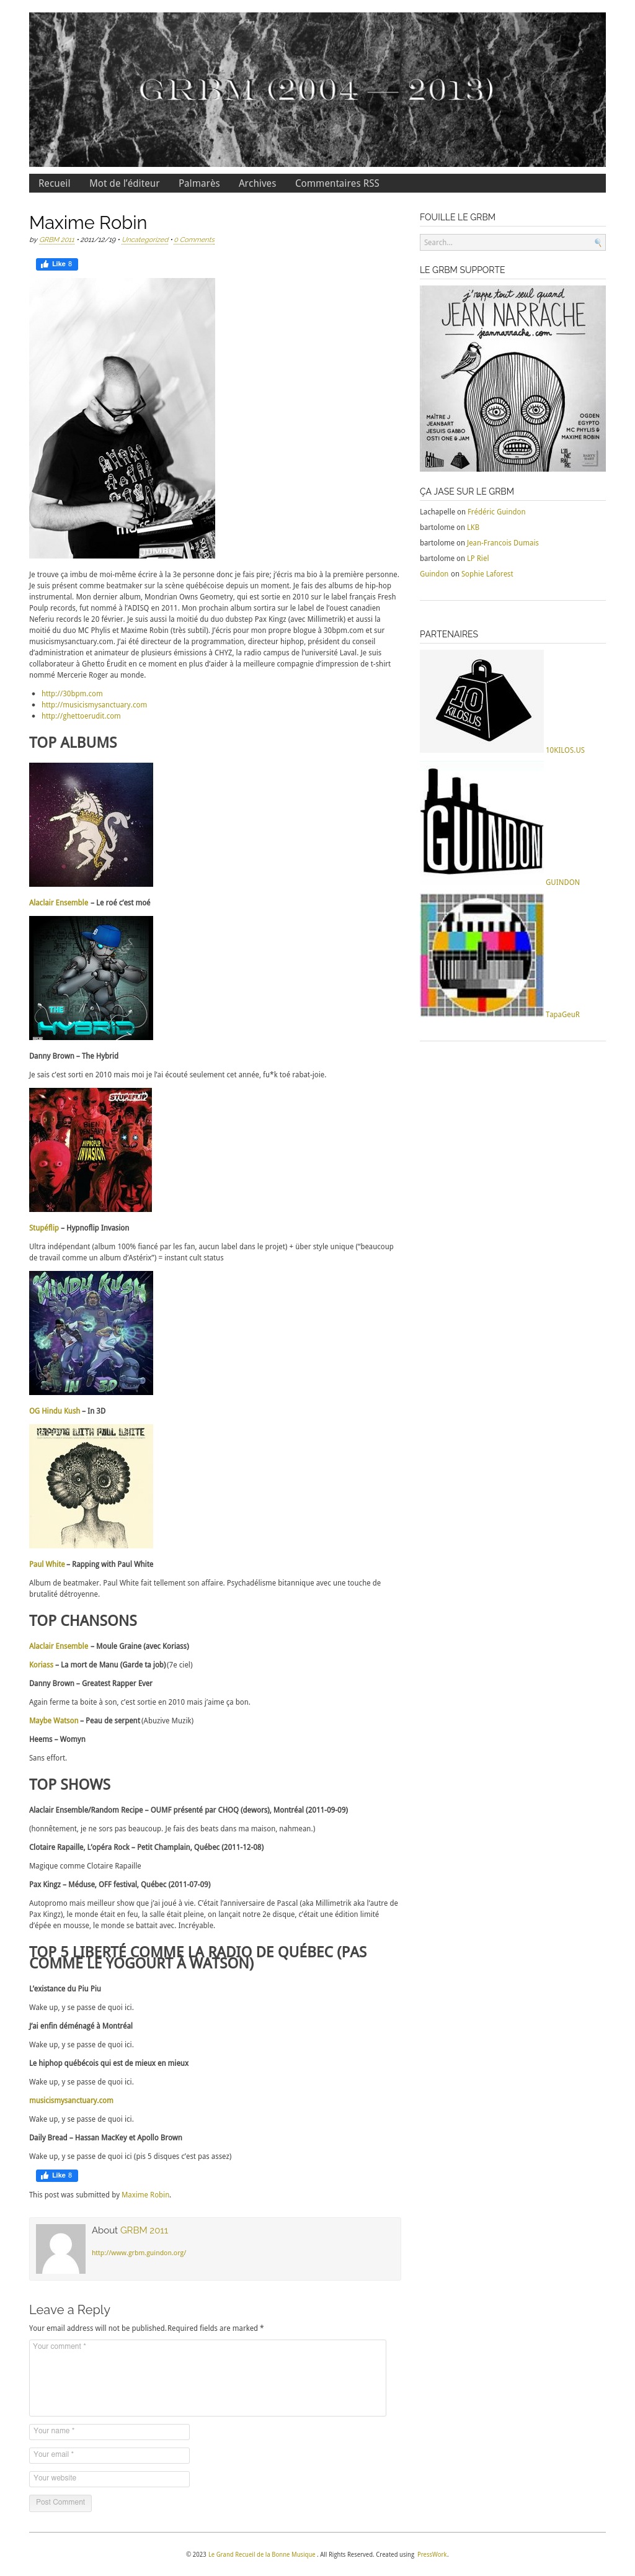 GRBM (2004 — 2013)
Recueil Mot de l'éditeur Palmarès Archives Commentaires RSS
Maxime Robin
by GRBM 2011 • 2011/12/19 • Uncategorized • 0 Comments
Like 8
Je trouve ça imbu de moi-même écrire à la 3e personne donc je fais pire; j'écris ma bio à la première personne.
Je suis présent comme beatmaker sur la scène québécoise depuis un moment. Je fais des albums de hip-hop
instrumental. Mon dernier album, Mondrian Owns Geometry, qui est sortie en 2010 sur le label français Fresh
Poulp records, fut nommé à l'ADISQ en 2011. Mon prochain album sortira sur le label de l'ouest canadien
Neferiu records le 20 février. Je suis aussi la moitié du duo dubstep Pax Kingz (avec Millimetrik) et aussi la
moitié du duo MC Phylis et Maxime Robin (très subtil). J'écris pour mon propre blogue à 30bpm.com et sur
musicismysanctuary.com. J'ai été directeur de la programmation, directeur hiphop, président du conseil
d'administration et animateur de plusieurs émissions à CHYZ, la radio campus de l'université Laval. Je suis
collaborateur à Ghetto Érudit en ce moment en plus d'aider à la meilleure compagnie d'impression de t-shirt
nommé Mercerie Roger au monde.
http://30bpm.com
http://musicismysanctuary.com
http://ghettoerudit.com
TOP ALBUMS
Alaclair Ensemble – Le roé c'est moé
THE HYBRID
Danny Brown – The Hybrid
Je sais c'est sorti en 2010 mais moi je l'ai écouté seulement cet année, fu*k toé rabat-joie.
STUPEFLIP
HYPNOFLIP
INVASION
Stupéflip – Hypnoflip Invasion
Ultra indépendant (album 100% fiancé par les fan, aucun label dans le projet) + über style unique ("beaucoup
de travail comme un album d'Astérix") = instant cult status
HINDU KUSH
IN 3D
OG Hindu Kush – In 3D
RAPPING WITH PAUL WHITE
Paul White – Rapping with Paul White
Album de beatmaker. Paul White fait tellement son affaire. Psychadélisme bitannique avec une touche de
brutalité détroyenne.
TOP CHANSONS
Alaclair Ensemble – Moule Graine (avec Koriass)
Koriass – La mort de Manu (Garde ta job) (7e ciel)
Danny Brown – Greatest Rapper Ever
Again ferme ta boite à son, c'est sortie en 2010 mais j'aime ça bon.
Maybe Watson – Peau de serpent (Abuzive Muzik)
Heems – Womyn
Sans effort.
TOP SHOWS
Alaclair Ensemble/Random Recipe – OUMF présenté par CHOQ (dewors), Montréal (2011-09-09)
(honnêtement, je ne sors pas beaucoup. Je fais des beats dans ma maison, nahmean.)
Clotaire Rapaille, L'opéra Rock – Petit Champlain, Québec (2011-12-08)
Magique comme Clotaire Rapaille
Pax Kingz – Méduse, OFF festival, Québec (2011-07-09)
Autopromo mais meilleur show que j'ai joué à vie. C'était l'anniversaire de Pascal (aka Millimetrik aka l'autre de
Pax Kingz), le monde était en feu, la salle était pleine, on lançait notre 2e disque, c'était une édition limité
d'épée en mousse, le monde se battait avec. Incréyable.
TOP 5 LIBERTÉ COMME LA RADIO DE QUÉBEC (PAS
COMME LE YOGOURT À WATSON)
L'existance du Piu Piu
Wake up, y se passe de quoi ici.
J'ai enfin déménagé à Montréal
Wake up, y se passe de quoi ici.
Le hiphop québécois qui est de mieux en mieux
Wake up, y se passe de quoi ici.
musicismysanctuary.com
Wake up, y se passe de quoi ici.
Daily Bread – Hassan MacKey et Apollo Brown
Wake up, y se passe de quoi ici (pis 5 disques c'est pas assez)
Like 8
This post was submitted by Maxime Robin.
About GRBM 2011
http://www.grbm.guindon.org/
Leave a Reply
Your email address will not be published. Required fields are marked *
Your comment *
Your name *
Your email *
Your website
Post Comment
FOUILLE LE GRBM
Search...
LE GRBM SUPPORTE
j'rappe tout seul quand
JEAN NARRACHE
jeannarrache.com
MAÎTRE J
JEANBART
JESUIS GABBO
OSTI ONE & JAM
OGDEN
EGYPTO
MC PHYLIS &
MAXIME ROBIN
ÇA JASE SUR LE GRBM
Lachapelle on Frédéric Guindon
bartolome on LKB
bartolome on Jean-Francois Dumais
bartolome on LP Riel
Guindon on Sophie Laforest
PARTENAIRES
10
KILOS.US
10KILOS.US
GUINDON
GUINDON
TapaGeuR
© 2023 Le Grand Recueil de la Bonne Musique . All Rights Reserved. Created using PressWork.